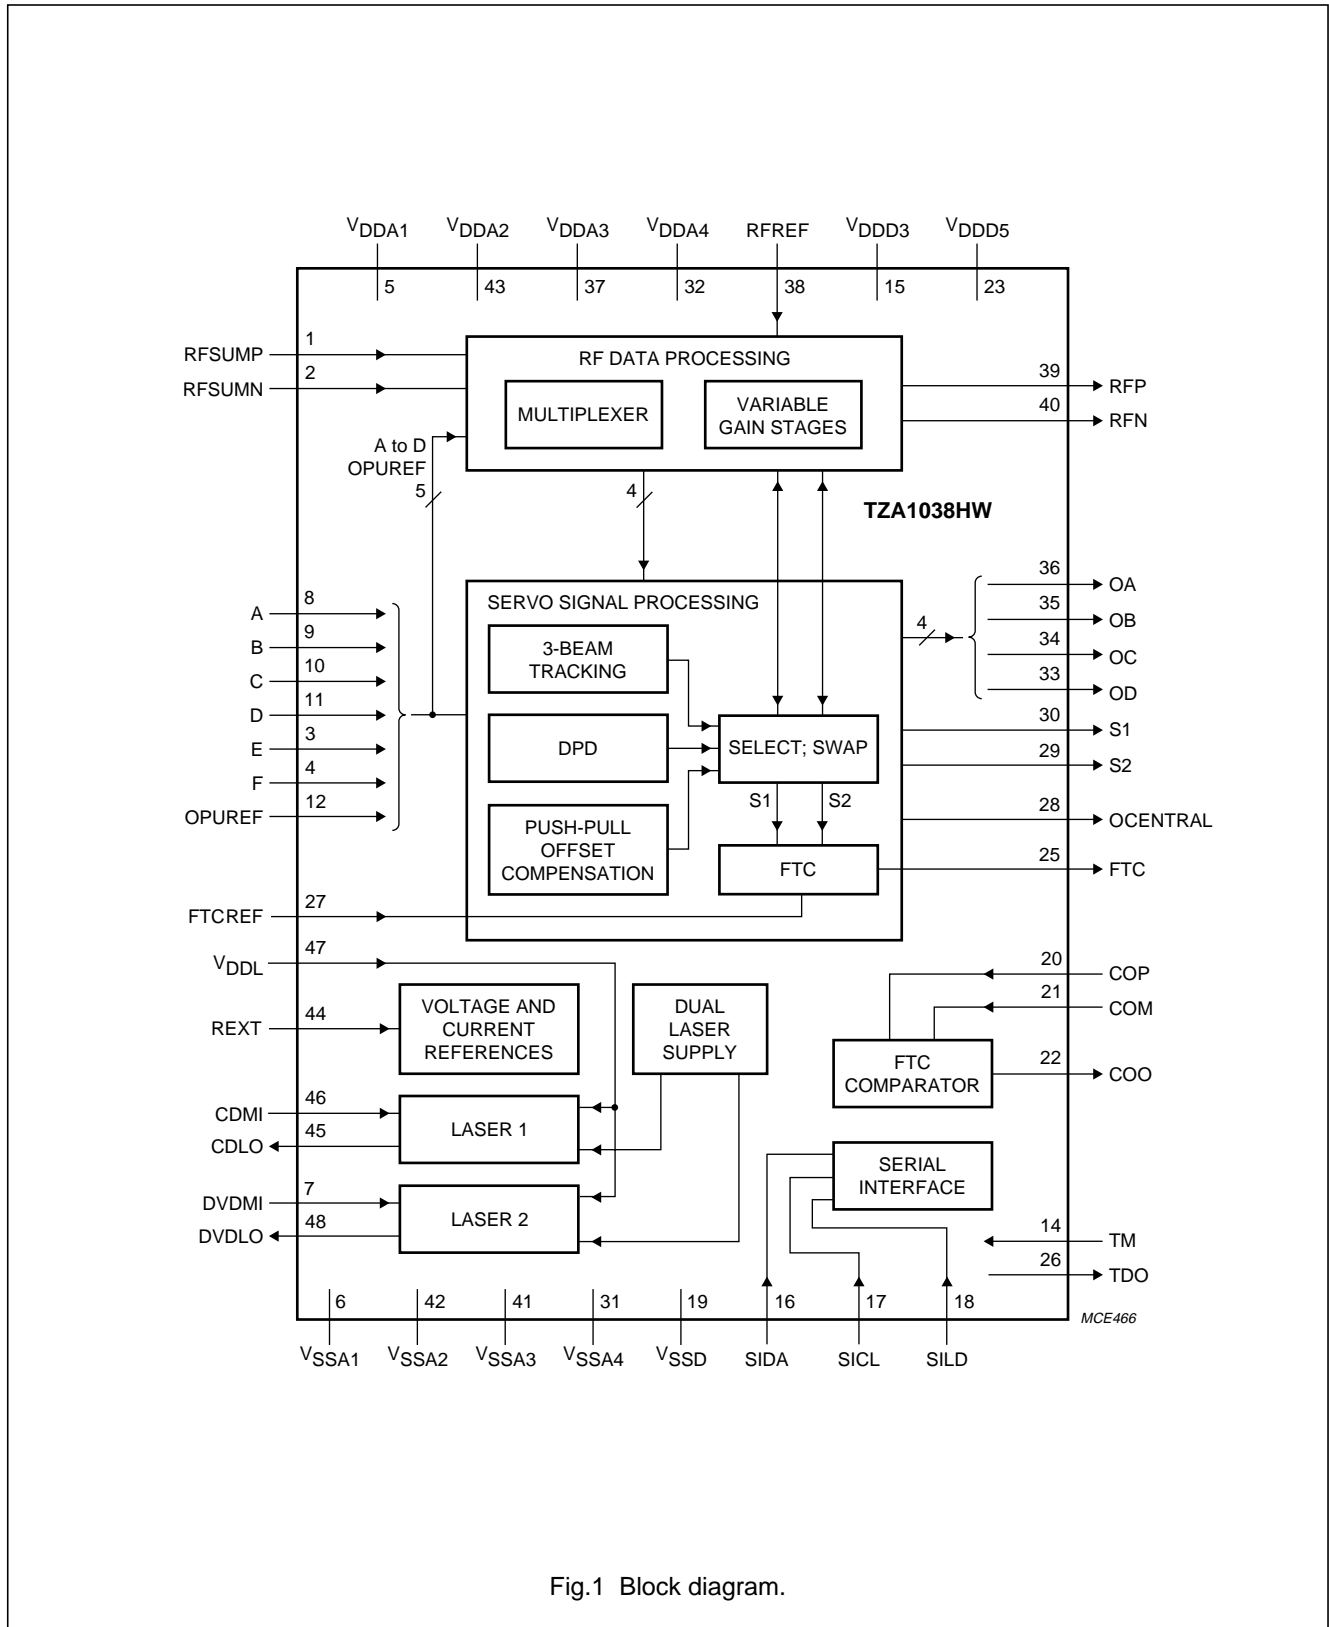 VDDA1 VDDA2 VDDA3 VDDA4 RFREF VDDD3 VDDD5
5 43 37 32 38 15 23
RFSUMP 1
RFSUMN 2
RF DATA PROCESSING
MULTIPLEXER
VARIABLE
GAIN STAGES
39 RFP
40 RFN
A to D
OPUREF
5
4
TZA1038HW
A 8
B 9
C 10
D 11
E 3
F 4
OPUREF 12
SERVO SIGNAL PROCESSING
3-BEAM
TRACKING
DPD
PUSH-PULL
OFFSET
COMPENSATION
SELECT; SWAP
S1 S2
FTC
4
36 OA
35 OB
34 OC
33 OD
30 S1
29 S2
28 OCENTRAL
25 FTC
FTCREF 27
VDDL 47
REXT 44
VOLTAGE AND
CURRENT
REFERENCES
DUAL
LASER
SUPPLY
20 COP
21 COM
FTC
COMPARATOR
22 COO
CDMI 46
CDLO 45
LASER 1
DVDMI 7
DVDLO 48
LASER 2
SERIAL
INTERFACE
14 TM
26 TDO
6 42 41 31 19 16 17 18
VSSA1 VSSA2 VSSA3 VSSA4 VSSD SIDA SICL SILD
MCE466
Fig.1 Block diagram.